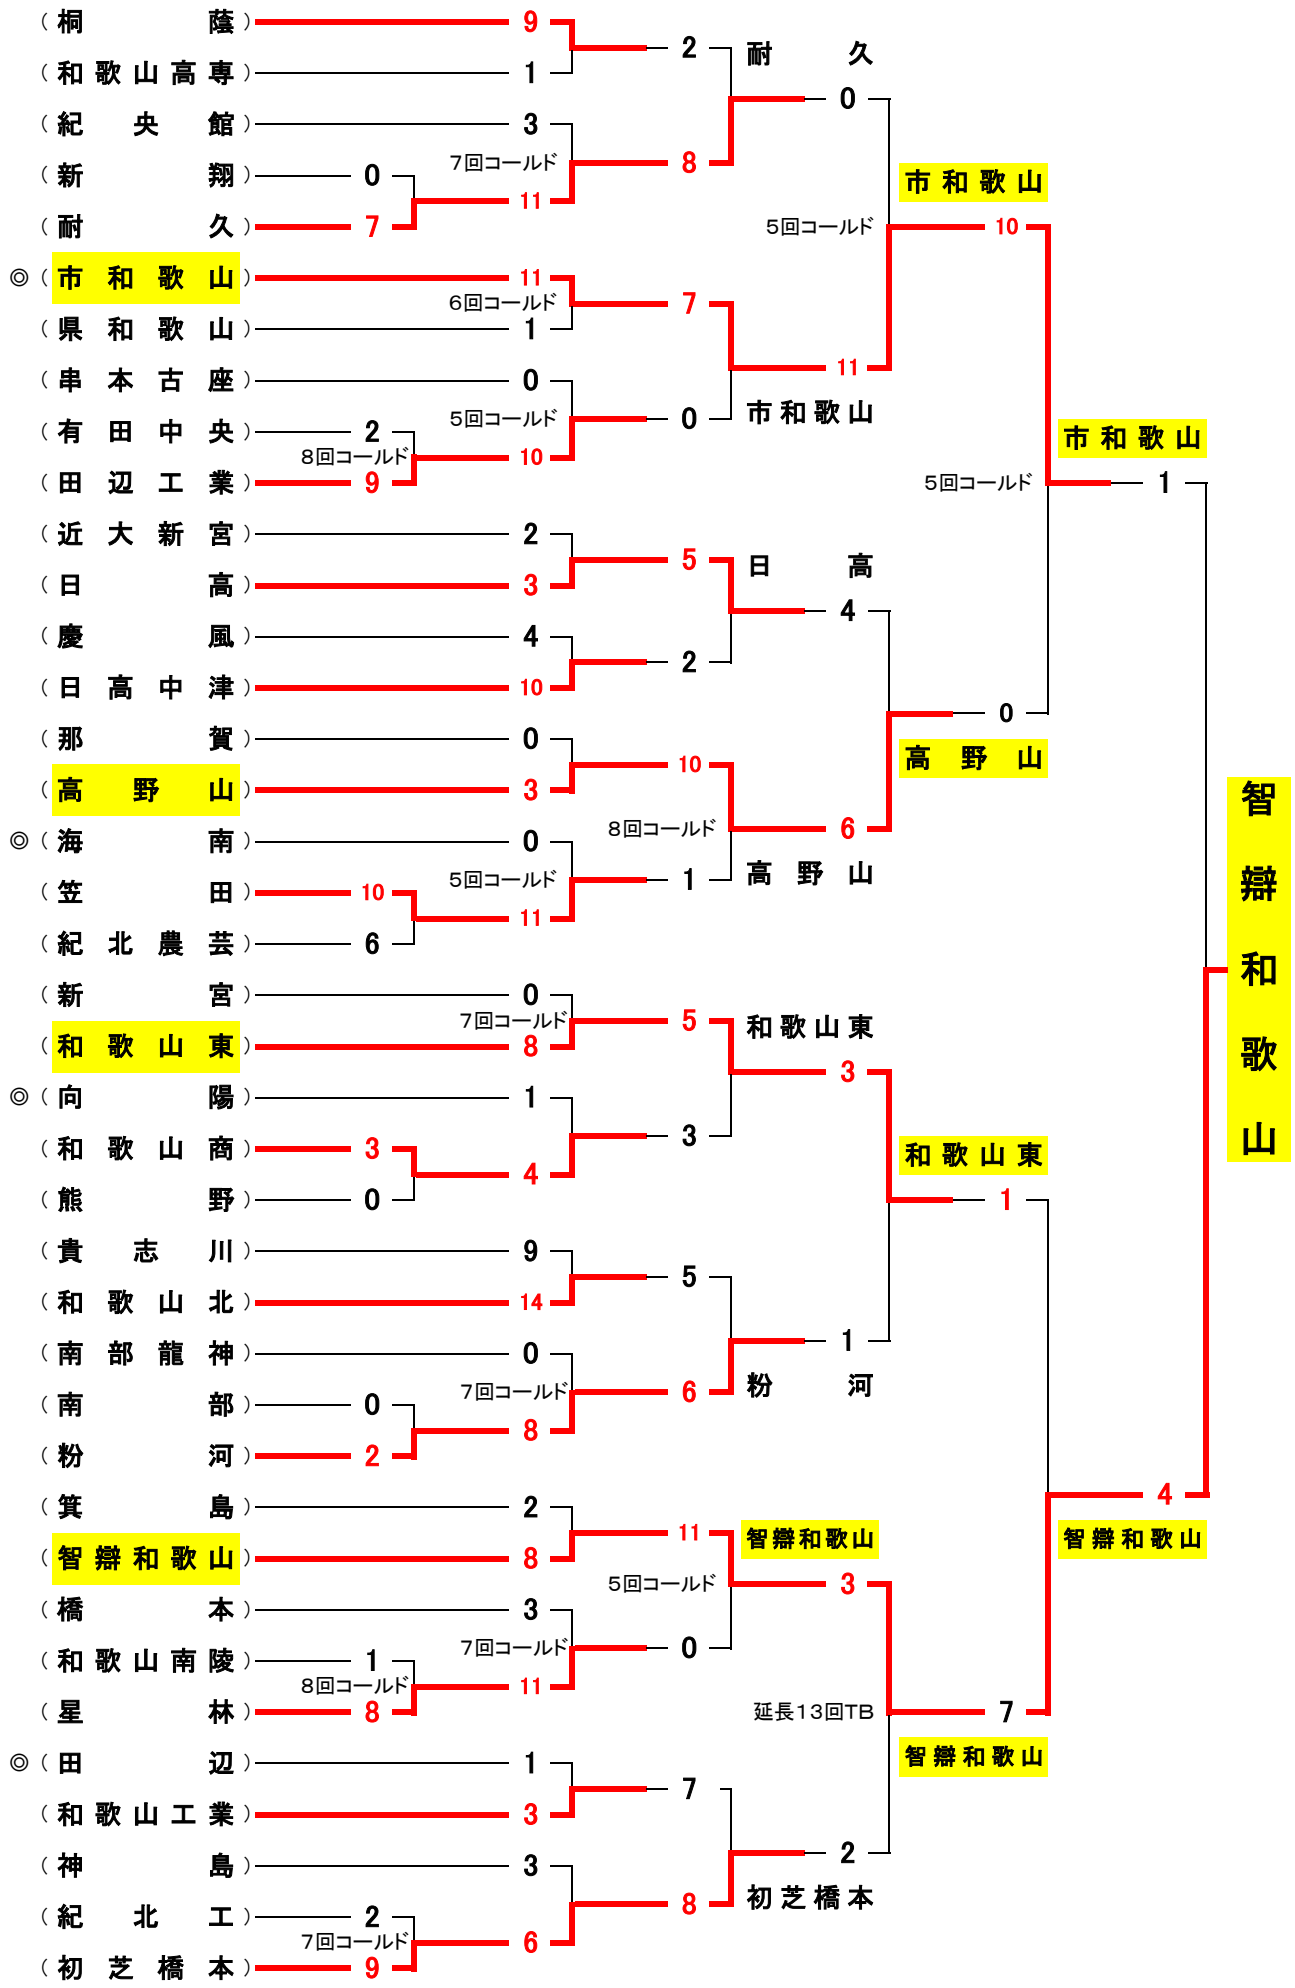 (桐蔭) 9
2 耐久
(和歌山高専) 1
0
(紀央館) 3
7回コールド 8
(新翔) 0
市和歌山
11
(耐久) 7
5回コールド 10
◎(市和歌山) 11
6回コールド 7
(県和歌山) 1
11
(串本古座) 0
市和歌山
5回コールド 0
(有田中央) 2
市和歌山
8回コールド 10
(田辺工業) 9
5回コールド 1
(近大新宮) 2
5 日高
(日高) 3
4
(慶風) 4
2
(日高中津) 10
0
(那賀) 0
高野山
10
(高野山) 3
智辯和歌山
8回コールド 6
◎(海南) 0
高野山
5回コールド 1
(笠田) 10
11
(紀北農芸) 6
(新宮) 0
7回コールド 5 和歌山東
(和歌山東) 8
3
◎(向陽) 1
3
(和歌山商) 3
和歌山東
4
(熊野) 0
1
(貴志川) 9
5
(和歌山北) 14
1
(南部龍神) 0
粉河
7回コールド 6
(南部) 0
8
(粉河) 2
4
(箕島) 2
11 智辯和歌山
智辯和歌山
(智辯和歌山) 8
5回コールド 3
(橋本) 3
7回コールド 0
(和歌山南陵) 1
8回コールド 11
(星林) 8
延長13回TB 7
智辯和歌山
◎(田辺) 1
7
(和歌山工業) 3
2
(神島) 3
初芝橋本
8
(紀北工) 2
7回コールド 6
(初芝橋本) 9